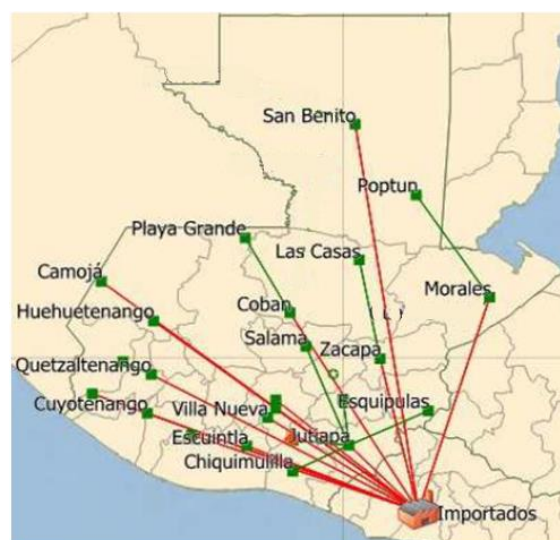 San Benito
Poptun
Playa Grande
Las Casas
Camojá
Morales
Huehuetenango
Coban
Salama
Zacapa
Quetzaltenango
Cuyotenango
Villa Nueva
Esquipulas
Escuintla
Jutiapa
Chiquimulilla
Importados